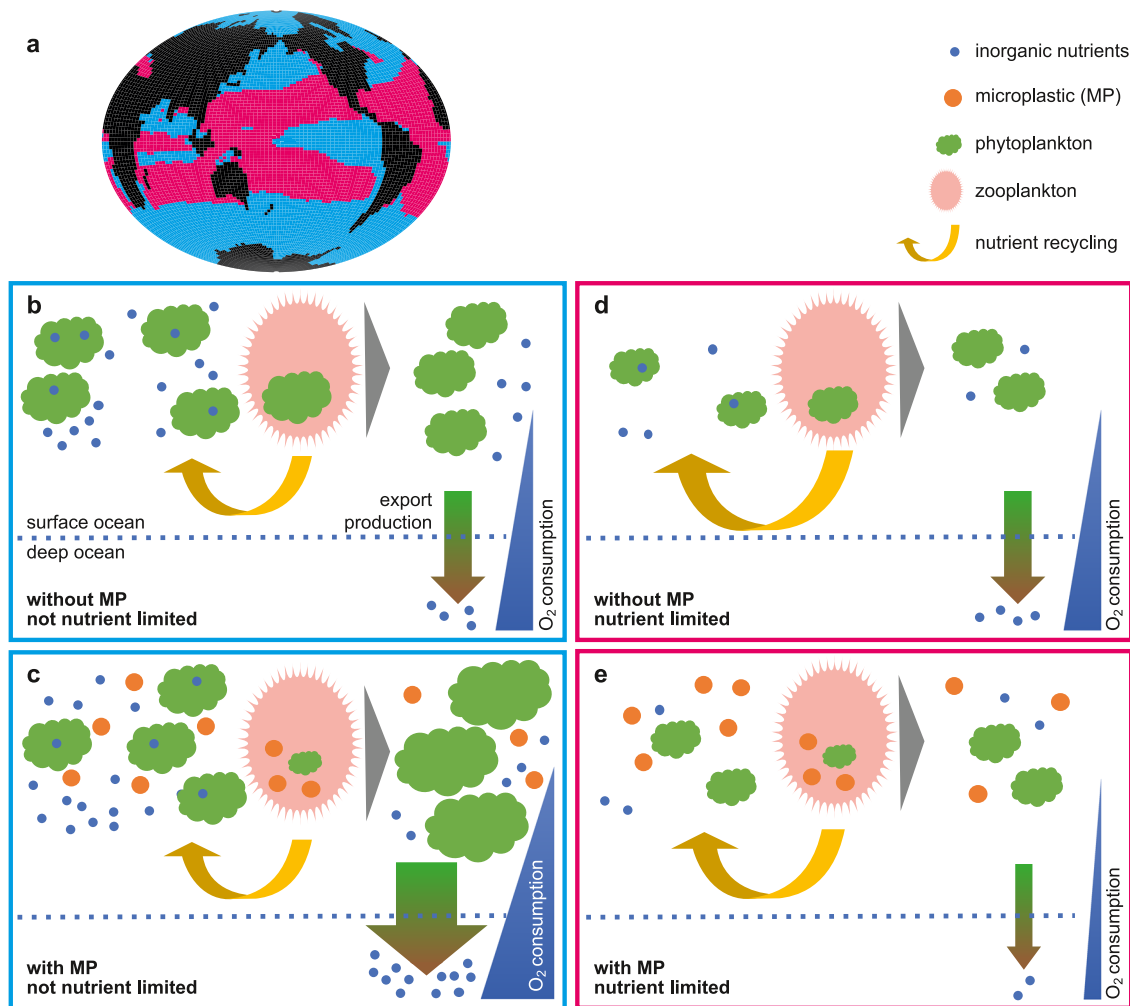 a
inorganic nutrients
microplastic (MP)
phytoplankton
zooplankton
nutrient recycling
b
export
production
surface ocean
deep ocean
without MP
not nutrient limited
O₂ consumption
d
without MP
nutrient limited
O₂ consumption
c
with MP
not nutrient limited
O₂ consumption
e
with MP
nutrient limited
O₂ consumption